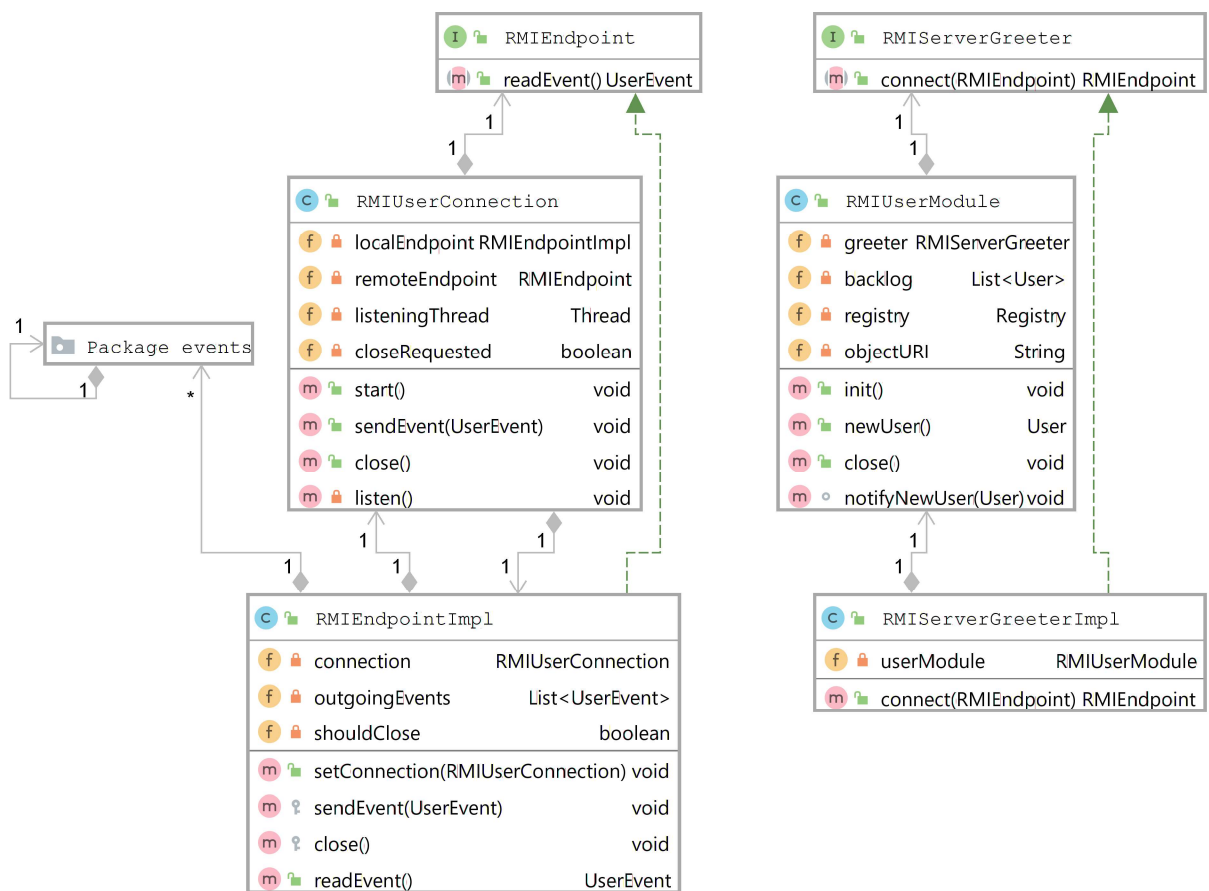 I RMIEndpoint
m readEvent() UserEvent
1
1
C RMIUserConnection
f localEndpoint RMIEndpointImpl
f remoteEndpoint RMIEndpoint
f listeningThread Thread
f closeRequested boolean
m start() void
m sendEvent(UserEvent) void
m close() void
m listen() void
1
Package events
1
*
1
1
1
1
C RMIEndpointImpl
f connection RMIUserConnection
f outgoingEvents List<UserEvent>
f shouldClose boolean
m setConnection(RMIUserConnection) void
m sendEvent(UserEvent) void
m close() void
m readEvent() UserEvent
I RMIServerGreeter
m connect(RMIEndpoint) RMIEndpoint
1
1
C RMIUserModule
f greeter RMIServerGreeter
f backlog List<User>
f registry Registry
f objectURI String
m init() void
m newUser() User
m close() void
m notifyNewUser(User) void
1
1
C RMIServerGreeterImpl
f userModule RMIUserModule
m connect(RMIEndpoint) RMIEndpoint